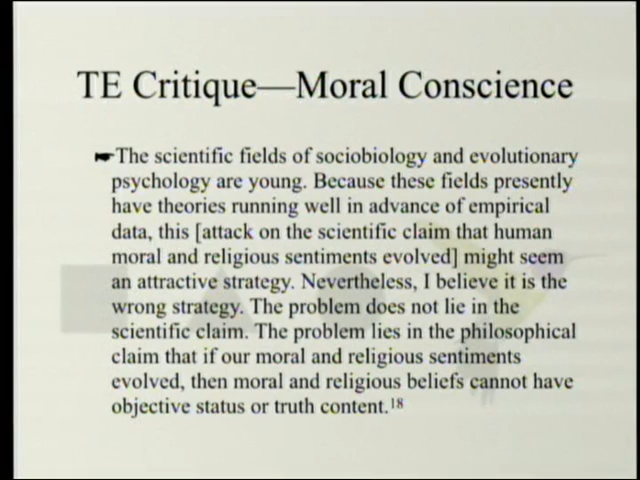 TE Critique—Moral Conscience
☛The scientific fields of sociobiology and evolutionary
psychology are young. Because these fields presently
have theories running well in advance of empirical
data, this [attack on the scientific claim that human
moral and religious sentiments evolved] might seem
an attractive strategy. Nevertheless, I believe it is the
wrong strategy. The problem does not lie in the
scientific claim. The problem lies in the philosophical
claim that if our moral and religious sentiments
evolved, then moral and religious beliefs cannot have
objective status or truth content.18